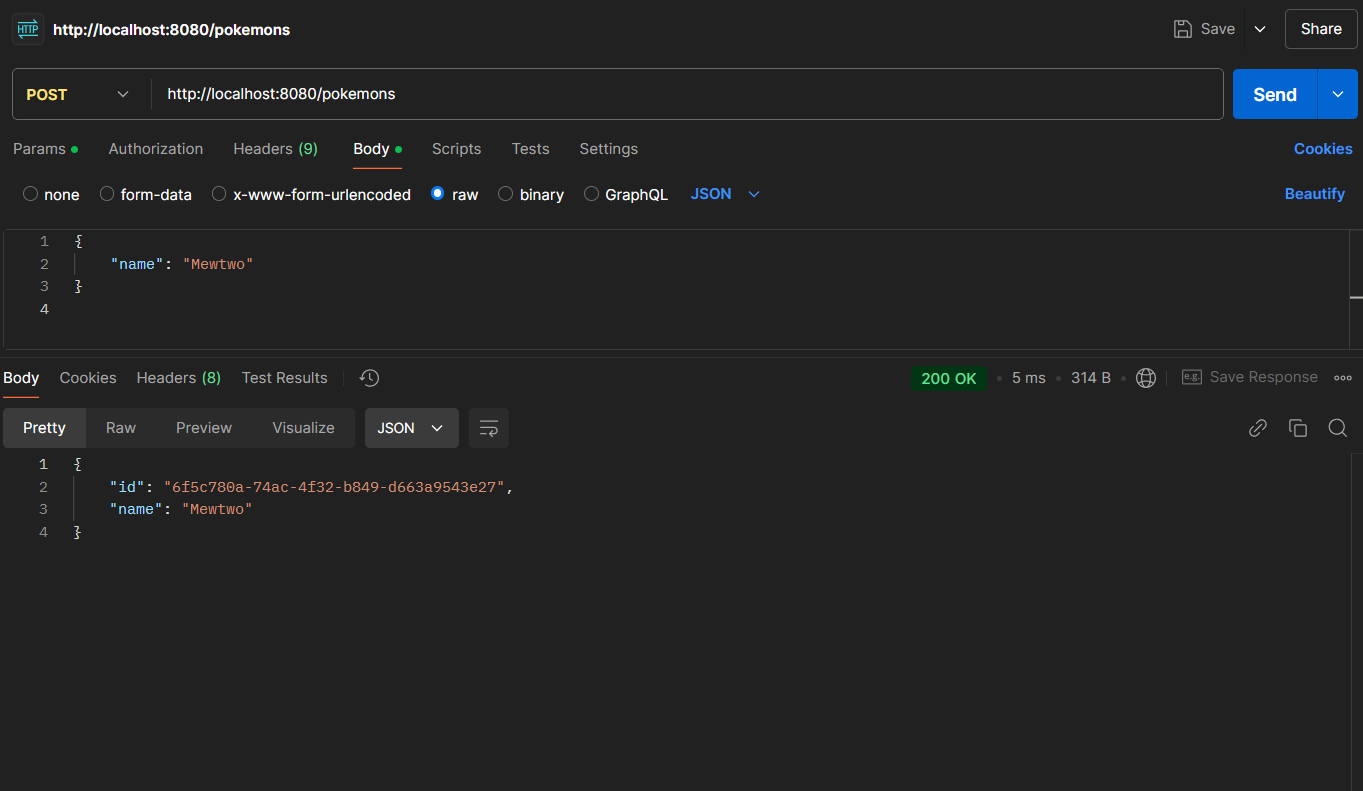 HTTP http://localhost:8080/pokemons Save Share
POST http://localhost:8080/pokemons Send
Params Authorization Headers (9) Body Scripts Tests Settings Cookies
none form-data x-www-form-urlencoded raw binary GraphQL JSON Beautify
1 {
2 "name": "Mewtwo"
3 }
4
Body Cookies Headers (8) Test Results 200 OK 5 ms 314 B e.g. Save Response
Pretty Raw Preview Visualize JSON
1 {
2 "id": "6f5c780a-74ac-4f32-b849-d663a9543e27",
3 "name": "Mewtwo"
4 }